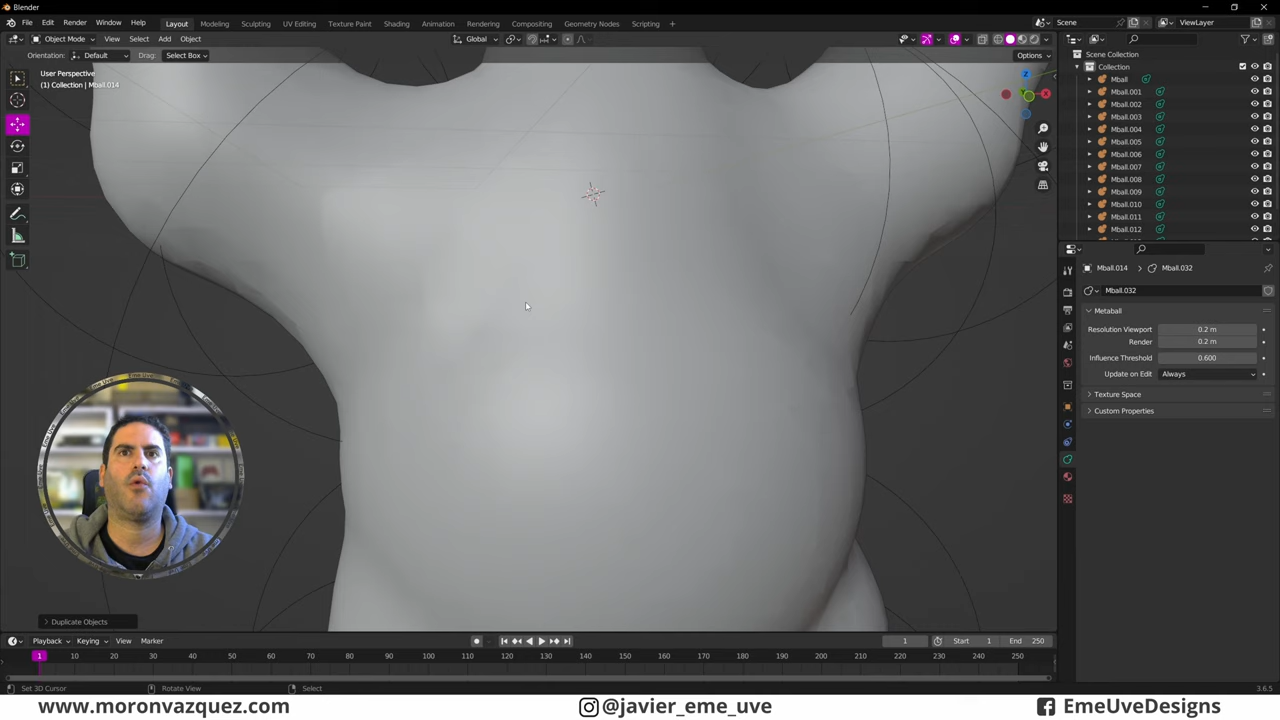 Blender
File Edit Render Window Help Layout Modeling Sculpting UV Editing Texture Paint Shading Animation Rendering Compositing Geometry Nodes Scripting + Scene ViewLayer
Object Mode View Select Add Object Global
Orientation: Default Drag: Select Box Options
User Perspective
(1) Collection | Mball.014
Z
X
Scene Collection
Collection
Mball
Mball.001
Mball.002
Mball.003
Mball.004
Mball.005
Mball.006
Mball.007
Mball.008
Mball.009
Mball.010
Mball.011
Mball.012
Mball.014 > Mball.032
Mball.032
Metaball
Resolution Viewport 0.2 m
Render 0.2 m
Influence Threshold 0.600
Update on Edit Always
Texture Space
Custom Properties
Eme Uve
Duplicate Objects
Playback Keying View Marker 1 Start 1 End 250
1 10 20 30 40 50 60 70 80 90 100 110 120 130 140 150 160 170 180 190 200 210 220 230 240 250
Set 3D Cursor Rotate View Select 3.6.5
www.moronvazquez.com @javier_eme_uve EmeUveDesigns